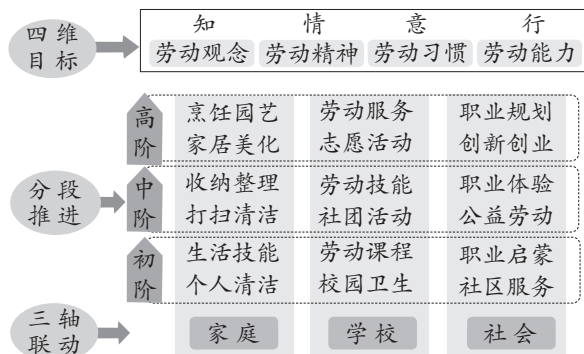 知 情 意 行
四维
目标
劳动观念 劳动精神 劳动习惯 劳动能力
高
阶
烹饪园艺 劳动服务 职业规划
家居美化 志愿活动 创新创业
分段
推进
中
阶
收纳整理 劳动技能 职业体验
打扫清洁 社团活动 公益劳动
初
阶
生活技能 劳动课程 职业启蒙
个人清洁 校园卫生 社区服务
三轴
联动
家庭 学校 社会